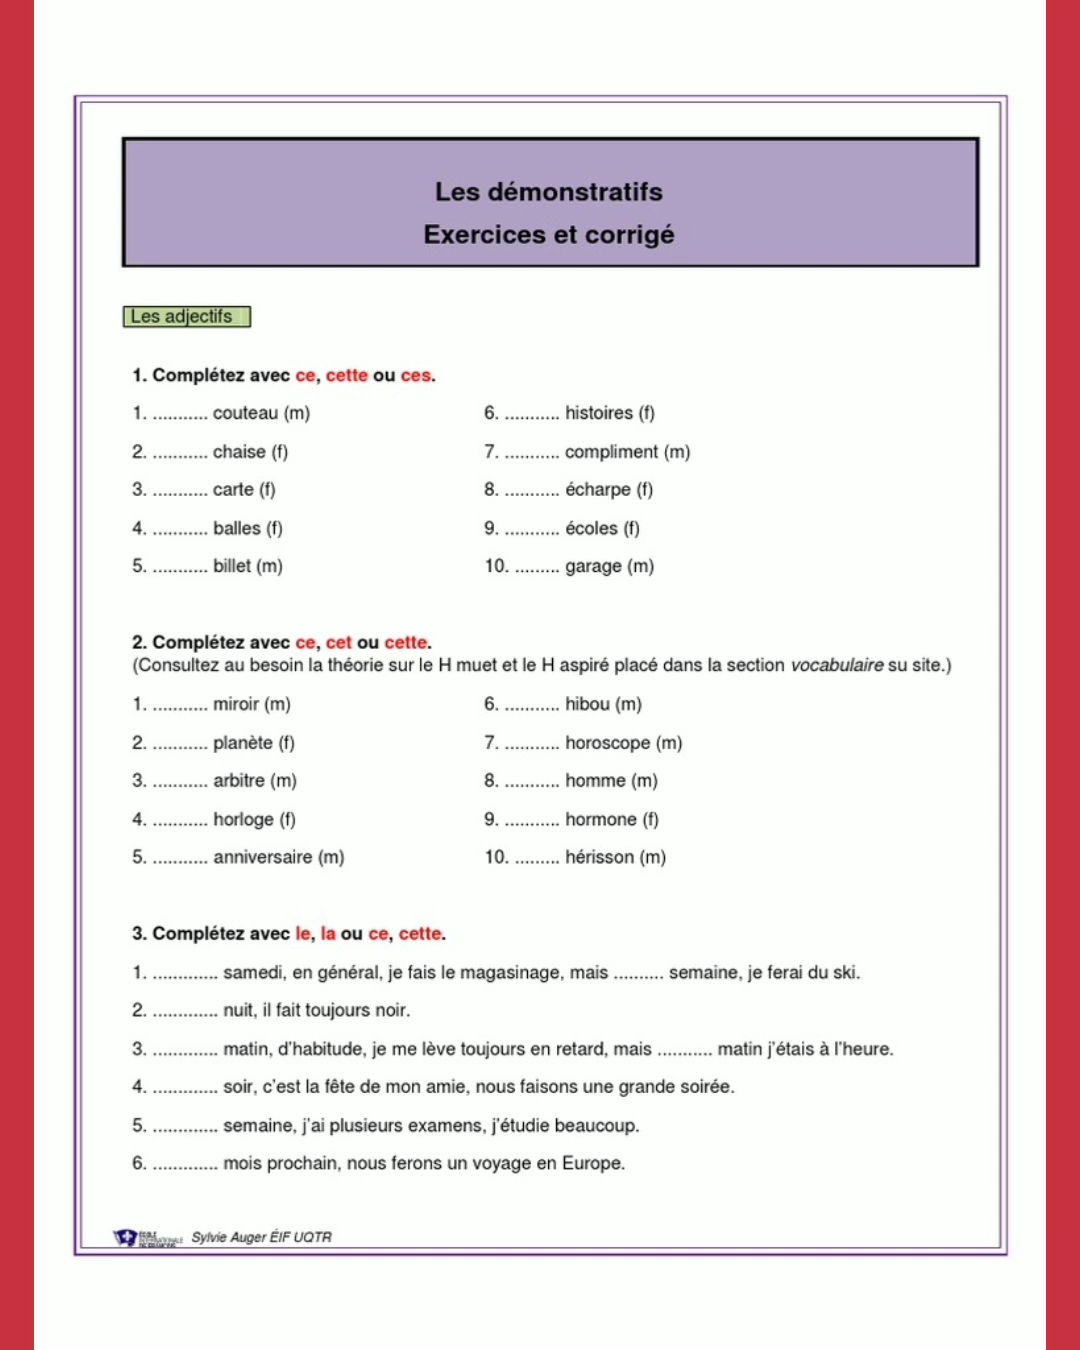 Les démonstratifs
Exercices et corrigé
Les adjectifs
1. Complétez avec ce, cette ou ces.
1. ........... couteau (m)
2. ........... chaise (f)
3. ........... carte (f)
4. ........... balles (f)
5. ........... billet (m)
6. ........... histoires (f)
7. ........... compliment (m)
8. ........... écharpe (f)
9. ........... écoles (f)
10. ......... garage (m)
2. Complétez avec ce, cet ou cette.
(Consultez au besoin la théorie sur le H muet et le H aspiré placé dans la section vocabulaire su site.)
1. ........... miroir (m)
2. ........... planète (f)
3. ........... arbitre (m)
4. ........... horloge (f)
5. ........... anniversaire (m)
6. ........... hibou (m)
7. ........... horoscope (m)
8. ........... homme (m)
9. ........... hormone (f)
10. ......... hérisson (m)
3. Complétez avec le, la ou ce, cette.
1. ............. samedi, en général, je fais le magasinage, mais .......... semaine, je ferai du ski.
2. ............. nuit, il fait toujours noir.
3. ............. matin, d'habitude, je me lève toujours en retard, mais ........... matin j'étais à l'heure.
4. ............. soir, c'est la fête de mon amie, nous faisons une grande soirée.
5. ............. semaine, j'ai plusieurs examens, j'étudie beaucoup.
6. ............. mois prochain, nous ferons un voyage en Europe.
ÉCOLE
INTERNATIONALE
DE FRANÇAIS
Sylvie Auger ÉIF UQTR